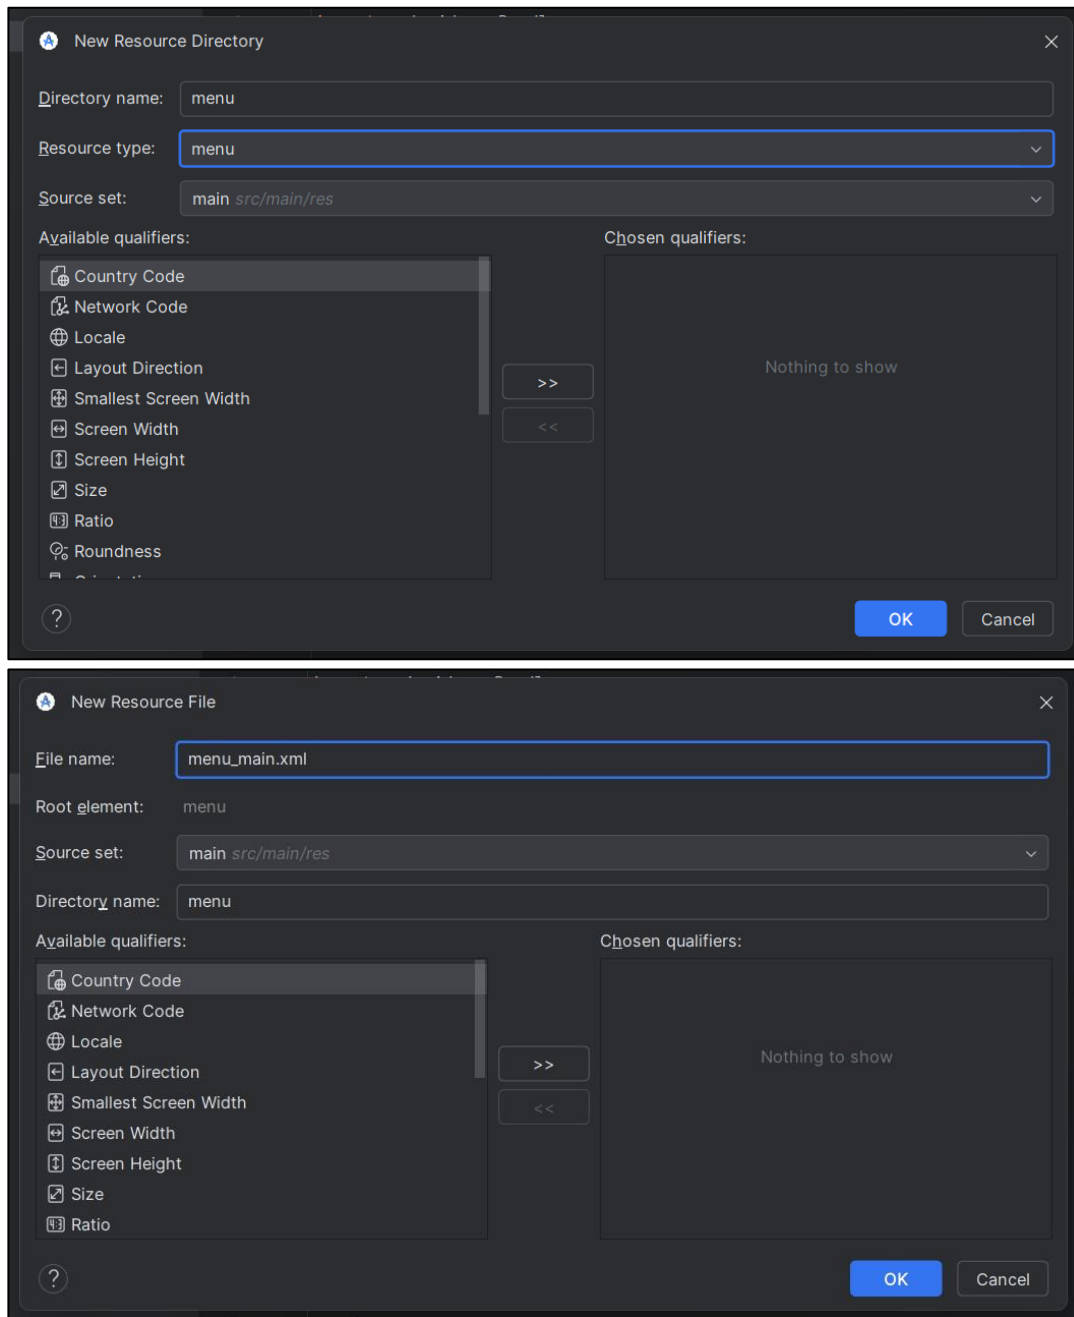 New Resource Directory
Directory name: menu
Resource type: menu
Source set: main src/main/res
Available qualifiers: Chosen qualifiers:
Country Code
Network Code
Locale
Layout Direction
Nothing to show
Smallest Screen Width
>>
Screen Width
<<
Screen Height
Size
Ratio
Roundness
? OK Cancel
New Resource File
File name: menu_main.xml
Root element: menu
Source set: main src/main/res
Directory name: menu
Available qualifiers: Chosen qualifiers:
Country Code
Network Code
Locale
Nothing to show
Layout Direction
>>
Smallest Screen Width
<<
Screen Width
Screen Height
Size
Ratio
? OK Cancel